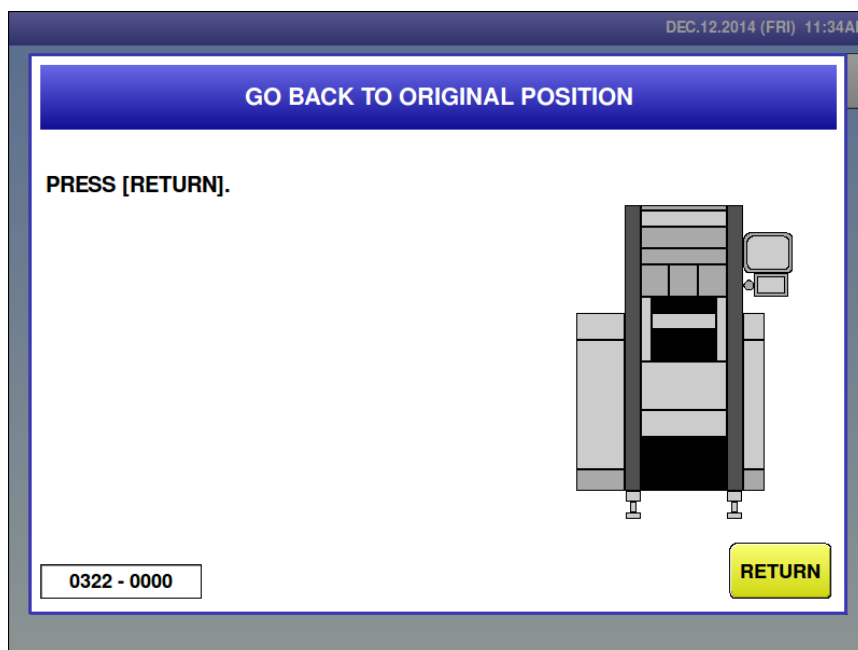 DEC.12.2014 (FRI) 11:34A
GO BACK TO ORIGINAL POSITION
PRESS [RETURN].
0322 - 0000
RETURN